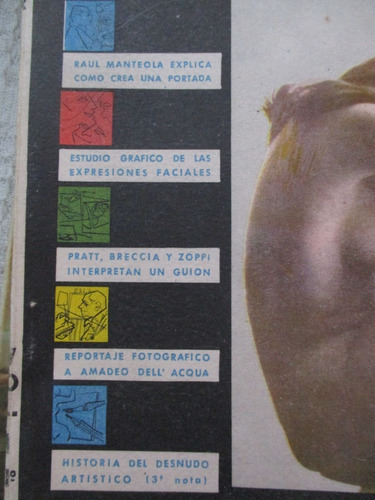 RAUL MANTEOLA EXPLICA
COMO CREA UNA PORTADA
ESTUDIO GRAFICO DE LAS
EXPRESIONES FACIALES
PRATT, BRECCIA Y ZOPPI
INTERPRETAN UN GUION
REPORTAJE FOTOGRAFICO
A AMADEO DELL' ACQUA
HISTORIA DEL DESNUDO
ARTISTICO (3ª nota)